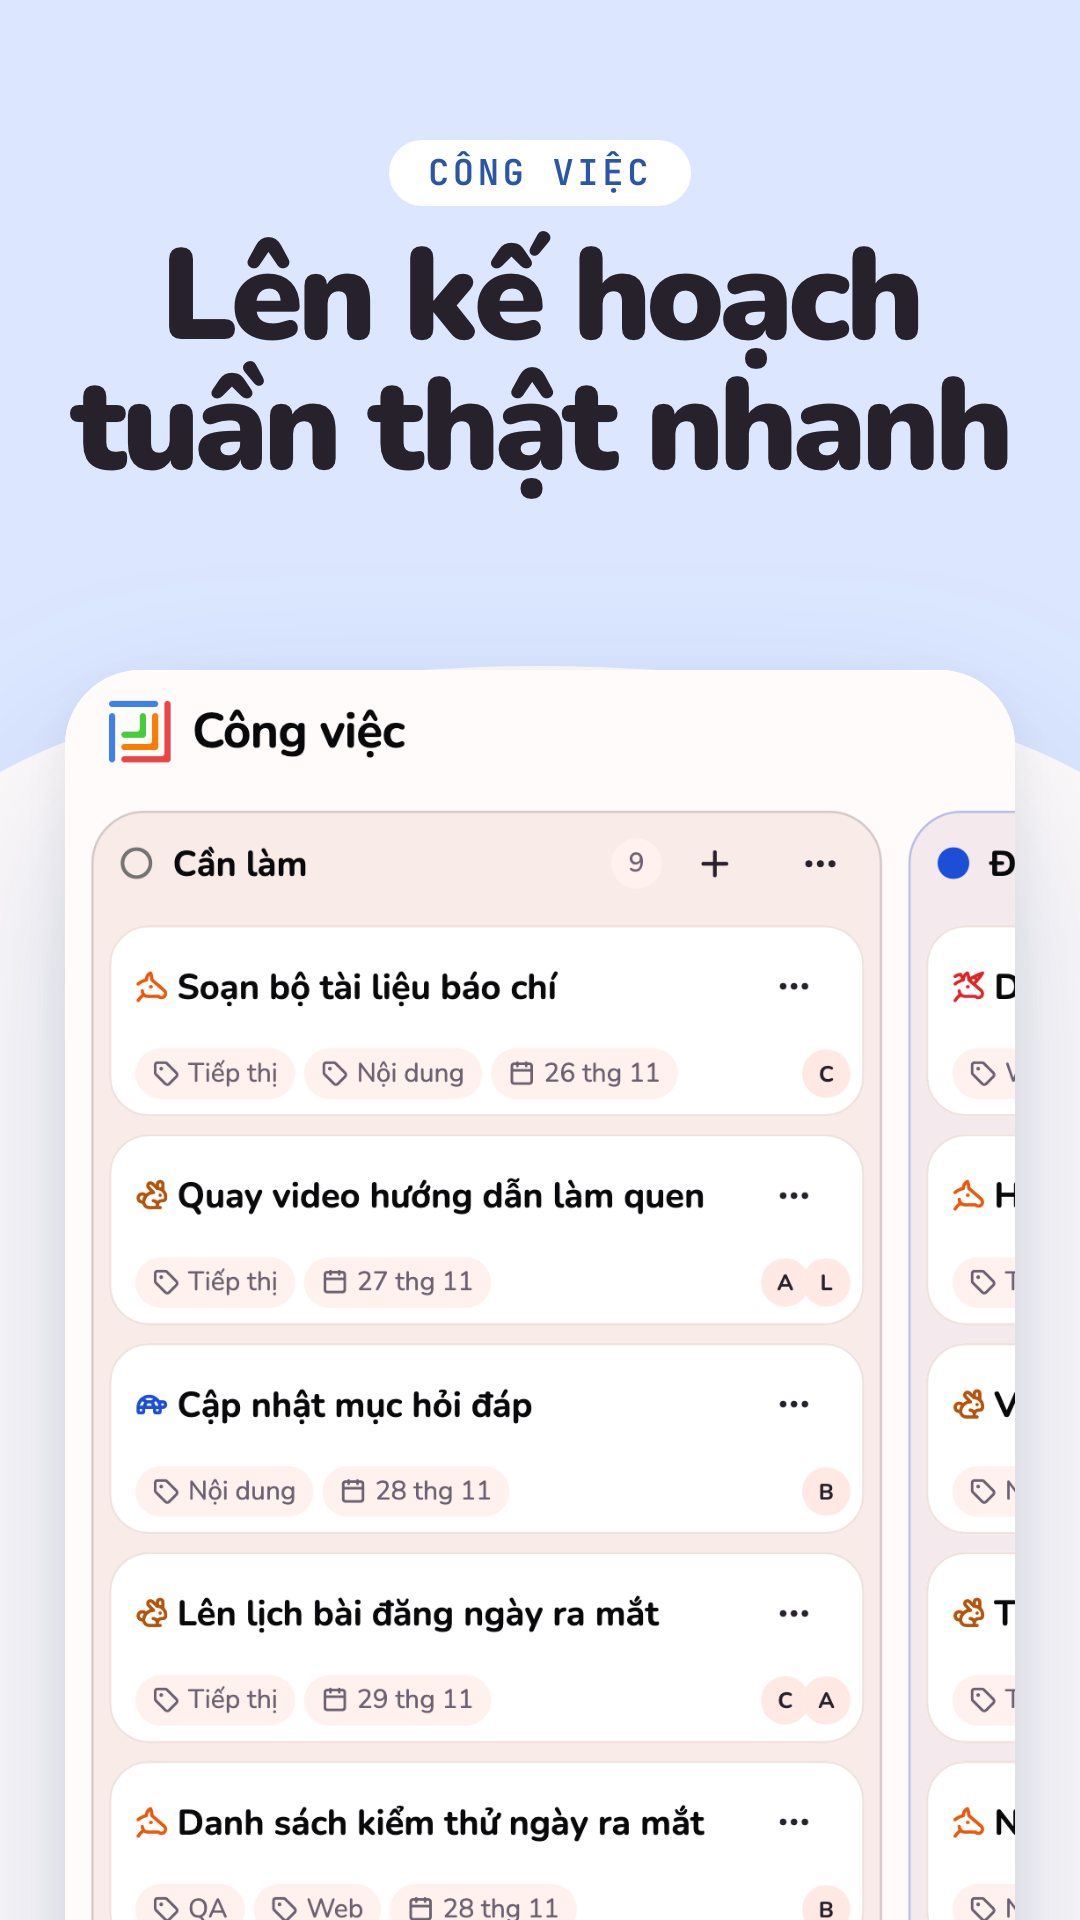 CÔNG VIỆC
Lên kế hoạch
tuần thật nhanh
Công việc
Cần làm
9
Soạn bộ tài liệu báo chí
Tiếp thị
Nội dung
26 thg 11
C
Quay video hướng dẫn làm quen
Tiếp thị
27 thg 11
A
L
Cập nhật mục hỏi đáp
Nội dung
28 thg 11
B
Lên lịch bài đăng ngày ra mắt
Tiếp thị
29 thg 11
C
A
Danh sách kiểm thử ngày ra mắt
QA
Web
28 thg 11
B